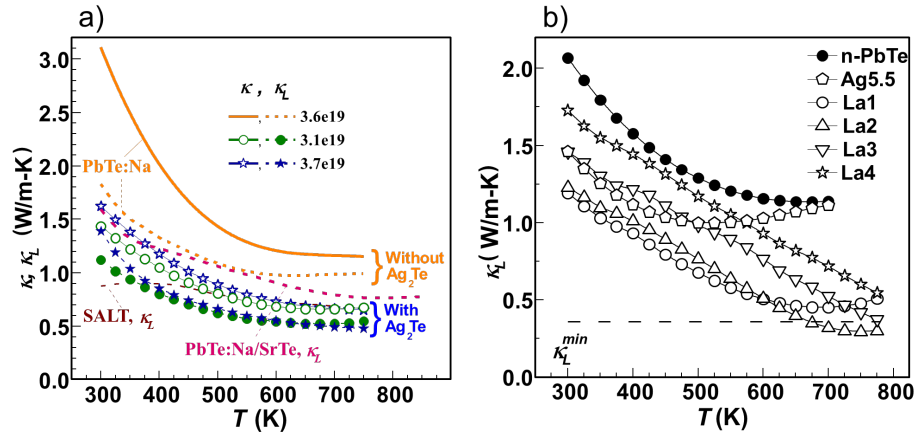 a)
κ, κL (W/m-K)
3.0
2.5
2.0
1.5
1.0
0.5
0.0
κ , κL
3.6e19
3.1e19
3.7e19
PbTe:Na
Without
Ag2Te
With
Ag2Te
SALT, κL
PbTe:Na/SrTe, κL
300 400 500 600 700 800
T (K)
b)
κL (W/m-K)
2.0
1.5
1.0
0.5
0.0
n-PbTe
Ag5.5
La1
La2
La3
La4
κL min
300 400 500 600 700 800
T (K)